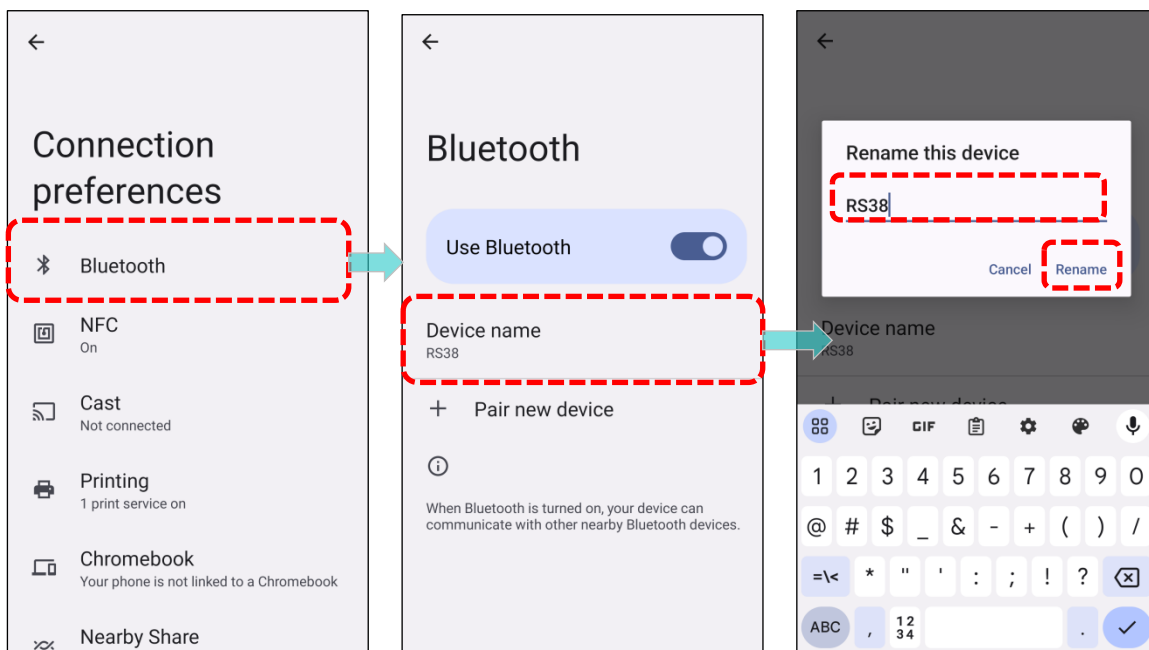 Connection
preferences
Bluetooth
NFC
On
Cast
Not connected
Printing
1 print service on
Chromebook
Your phone is not linked to a Chromebook
Nearby Share
Bluetooth
Use Bluetooth
Device name
RS38
+ Pair new device
When Bluetooth is turned on, your device can
communicate with other nearby Bluetooth devices.
Rename this device
RS38
Cancel Rename
Device name
RS38
+ Pair new device
GIF
1 2 3 4 5 6 7 8 9 0
@ # $ _ & - + ( ) /
=\< * " ' : ; ! ?
ABC , 12 .
34